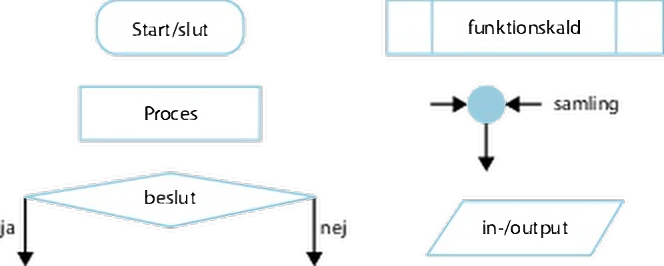 Start/slut
funktionskald
Proces
samling
beslut
ja
nej
in-/output